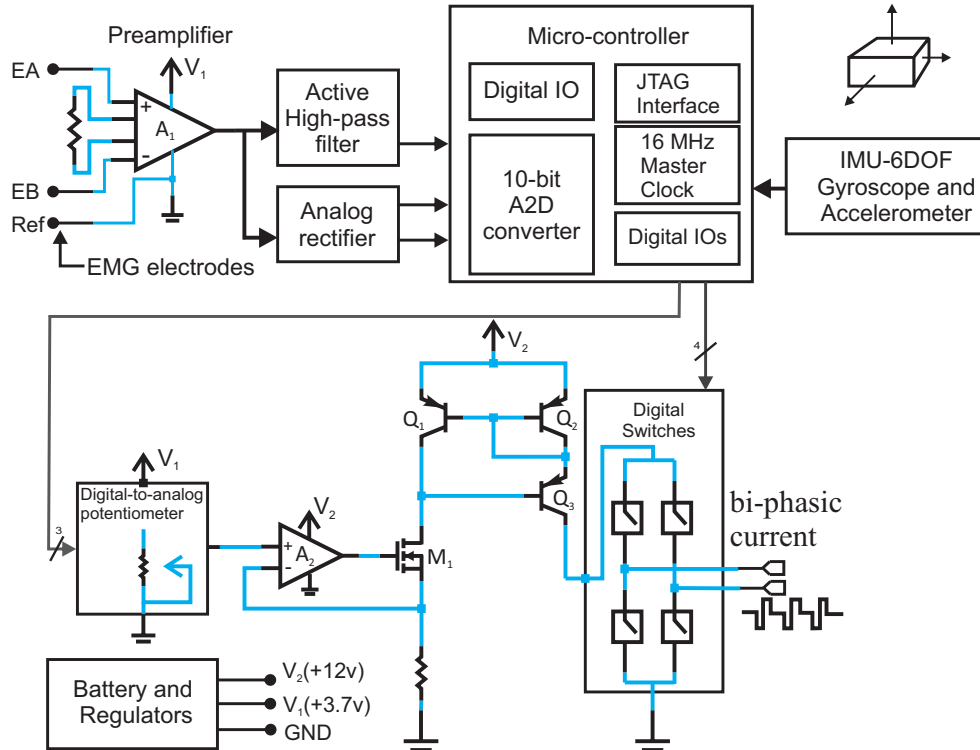 Preamplifier
V1
EA
+
A1
-
EB
Ref
EMG electrodes
Active
High-pass
filter
Analog
rectifier
Micro-controller
Digital IO
10-bit
A2D
converter
JTAG
Interface
16 MHz
Master
Clock
Digital IOs
IMU-6DOF
Gyroscope and
Accelerometer
V2
4
Q1
Q2
Q3
Digital
Switches
bi-phasic
current
V1
Digital-to-analog
potentiometer
3
V2
+
A2
-
M1
Battery and
Regulators
V2(+12v)
V1(+3.7v)
GND